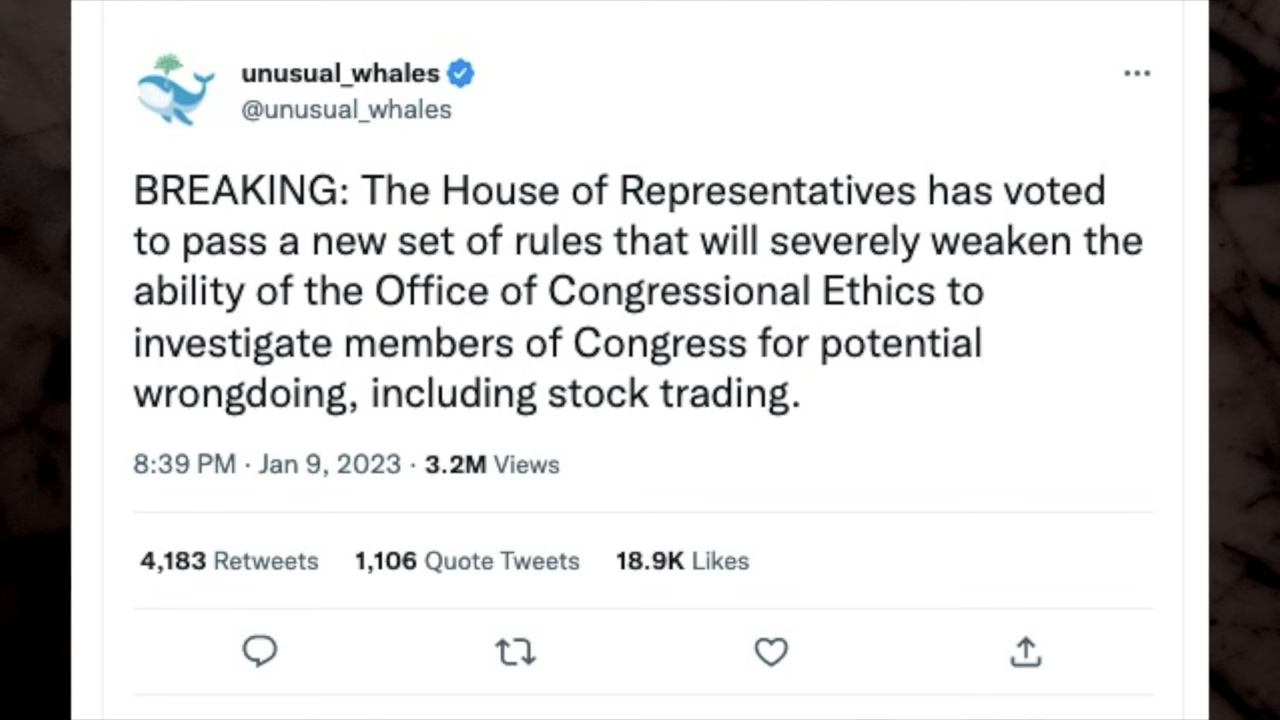 unusual_whales
@unusual_whales
BREAKING: The House of Representatives has voted
to pass a new set of rules that will severely weaken the
ability of the Office of Congressional Ethics to
investigate members of Congress for potential
wrongdoing, including stock trading.
8:39 PM · Jan 9, 2023 · 3.2M Views
4,183 Retweets 1,106 Quote Tweets 18.9K Likes